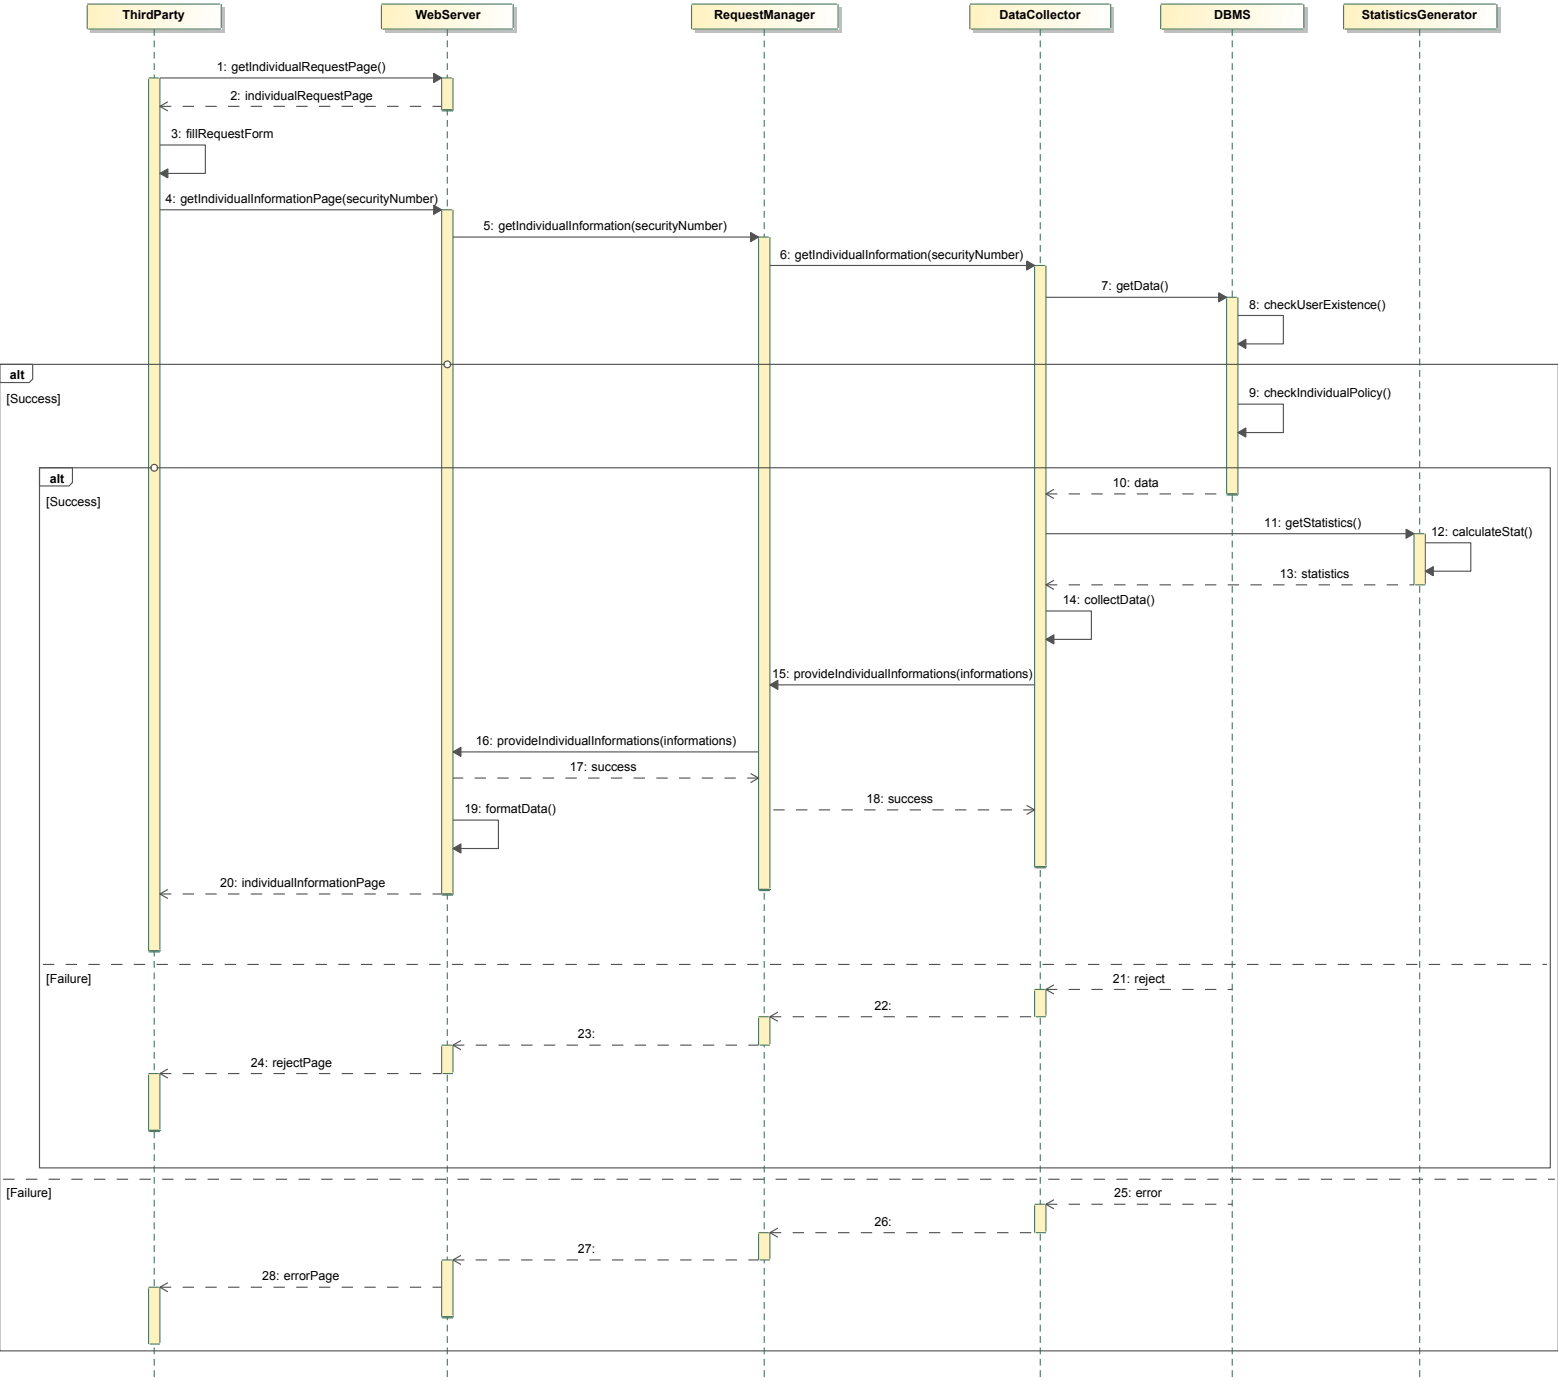 ThirdParty
WebServer
RequestManager
DataCollector
DBMS
StatisticsGenerator
1: getIndividualRequestPage()
2: individualRequestPage
3: fillRequestForm
4: getIndividualInformationPage(securityNumber)
5: getIndividualInformation(securityNumber)
6: getIndividualInformation(securityNumber)
7: getData()
8: checkUserExistence()
alt
[Success]
9: checkIndividualPolicy()
alt
[Success]
10: data
11: getStatistics()
12: calculateStat()
13: statistics
14: collectData()
15: provideIndividualInformations(informations)
16: provideIndividualInformations(informations)
17: success
18: success
19: formatData()
20: individualInformationPage
[Failure]
21: reject
22:
23:
24: rejectPage
[Failure]
25: error
26:
27:
28: errorPage